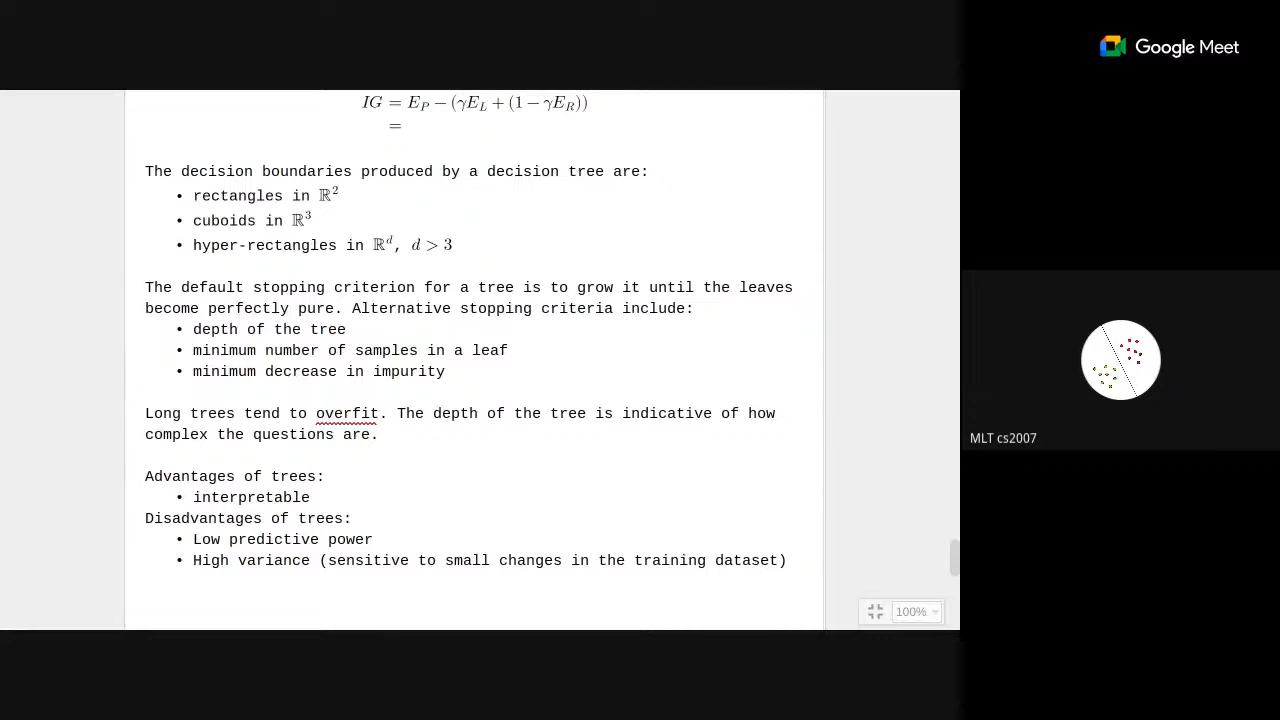 Google Meet
IG = E_P − (γE_L + (1 − γE_R))
=
The decision boundaries produced by a decision tree are:
• rectangles in ℝ²
• cuboids in ℝ³
• hyper-rectangles in ℝᵈ, d > 3
The default stopping criterion for a tree is to grow it until the leaves
become perfectly pure. Alternative stopping criteria include:
• depth of the tree
• minimum number of samples in a leaf
• minimum decrease in impurity
Long trees tend to overfit. The depth of the tree is indicative of how
complex the questions are.
Advantages of trees:
• interpretable
Disadvantages of trees:
• Low predictive power
• High variance (sensitive to small changes in the training dataset)
100%
MLT cs2007